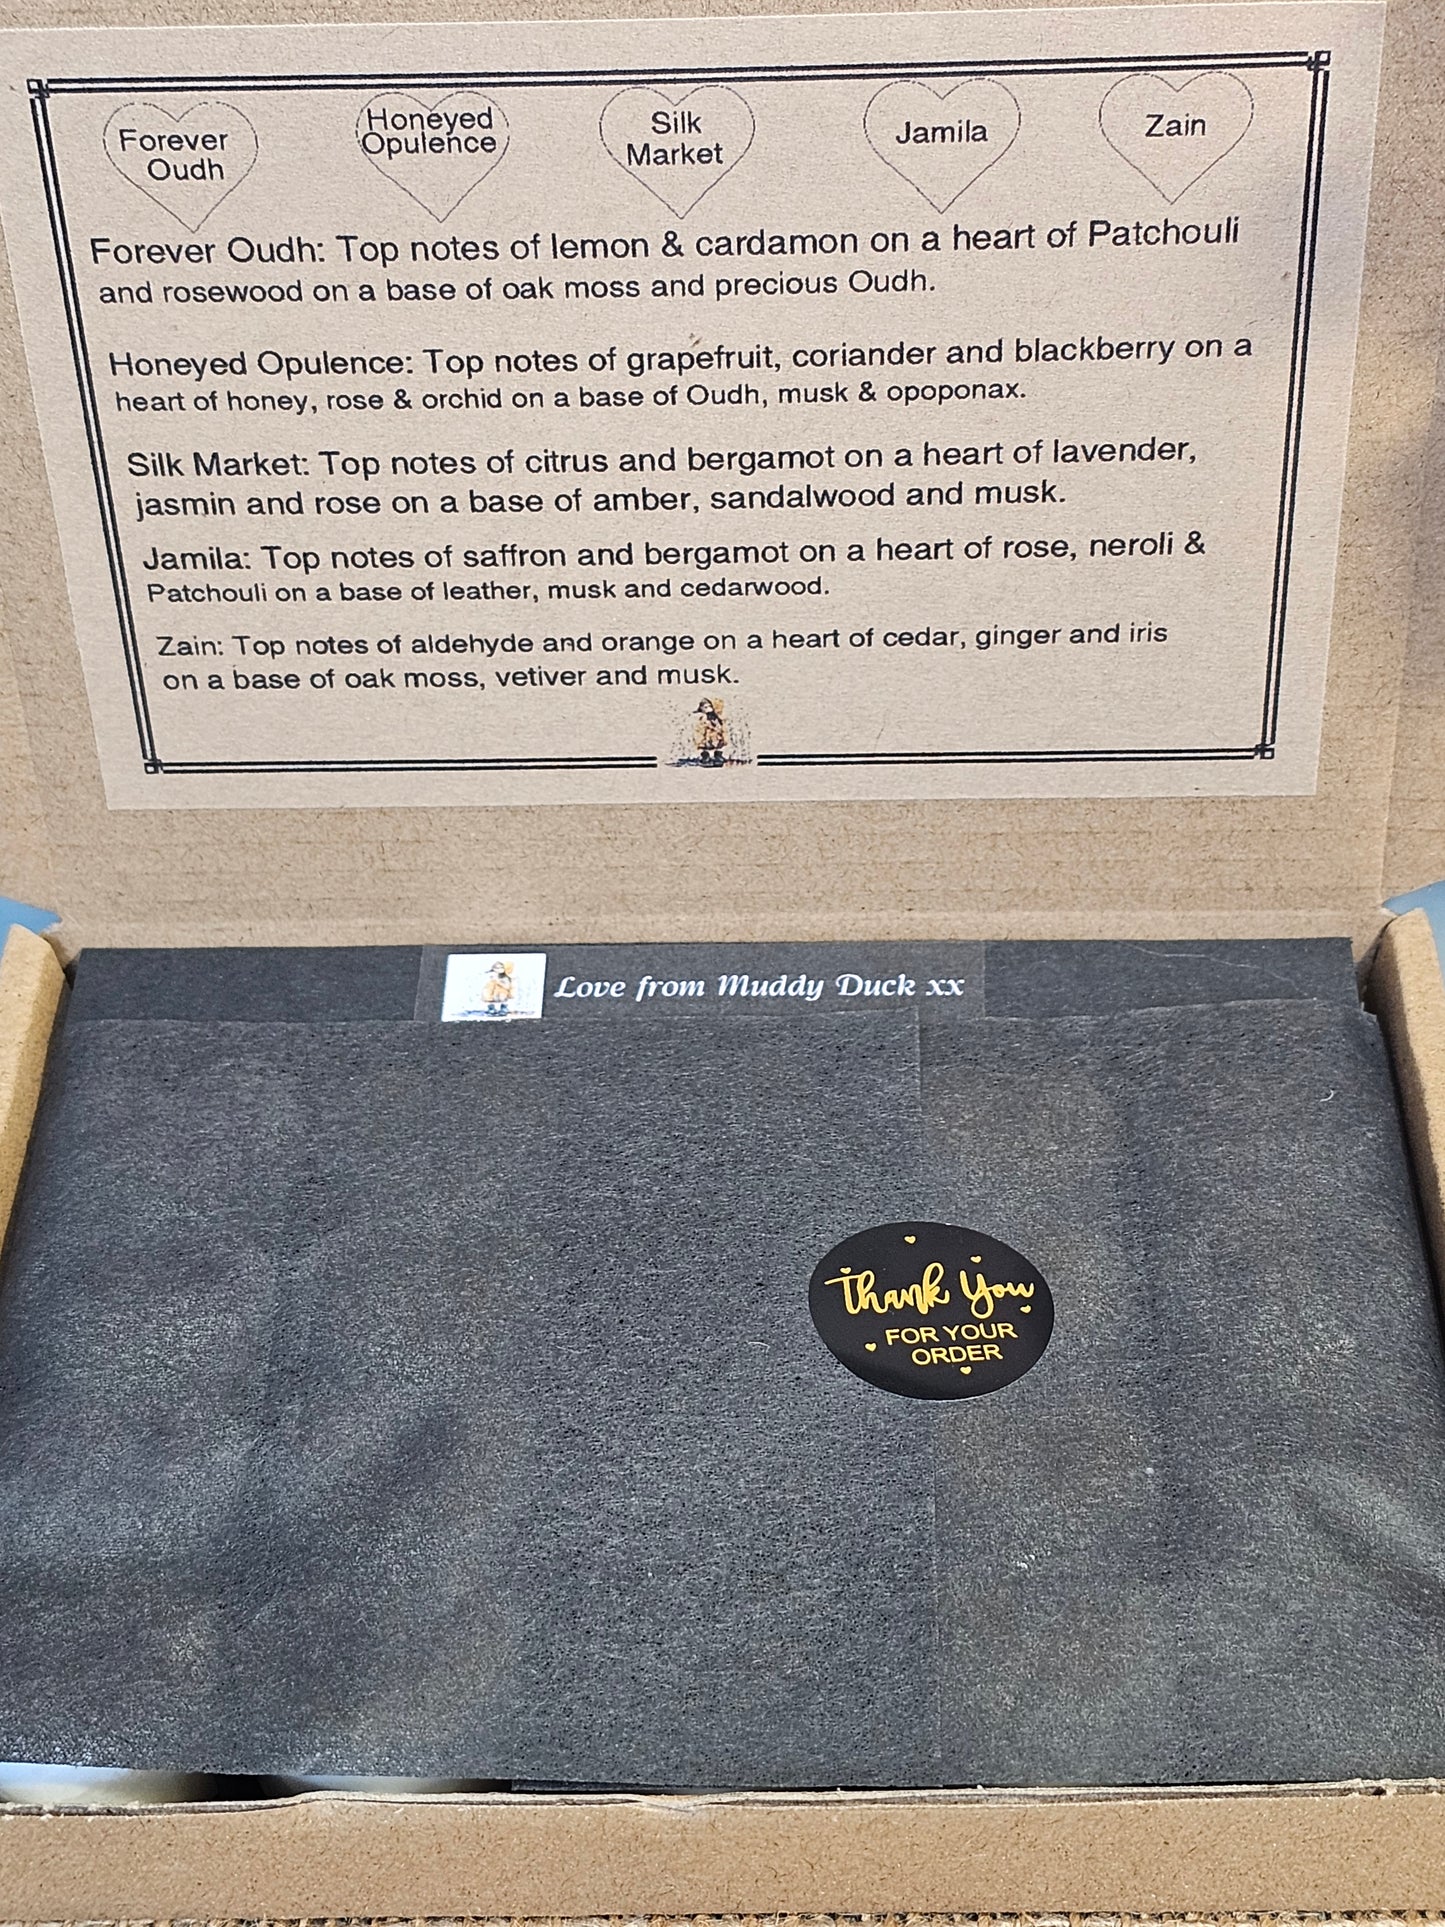 Forever
Oudh
Honeyed
Opulence
Silk
Market
Jamila
Zain
Forever Oudh: Top notes of lemon & cardamon on a heart of Patchouli
and rosewood on a base of oak moss and precious Oudh.
Honeyed Opulence: Top notes of grapefruit, coriander and blackberry on a
heart of honey, rose & orchid on a base of Oudh, musk & opoponax.
Silk Market: Top notes of citrus and bergamot on a heart of lavender,
jasmin and rose on a base of amber, sandalwood and musk.
Jamila: Top notes of saffron and bergamot on a heart of rose, neroli &
Patchouli on a base of leather, musk and cedarwood.
Zain: Top notes of aldehyde and orange on a heart of cedar, ginger and iris
on a base of oak moss, vetiver and musk.
Love from Muddy Duck xx
Thank You
FOR YOUR
ORDER